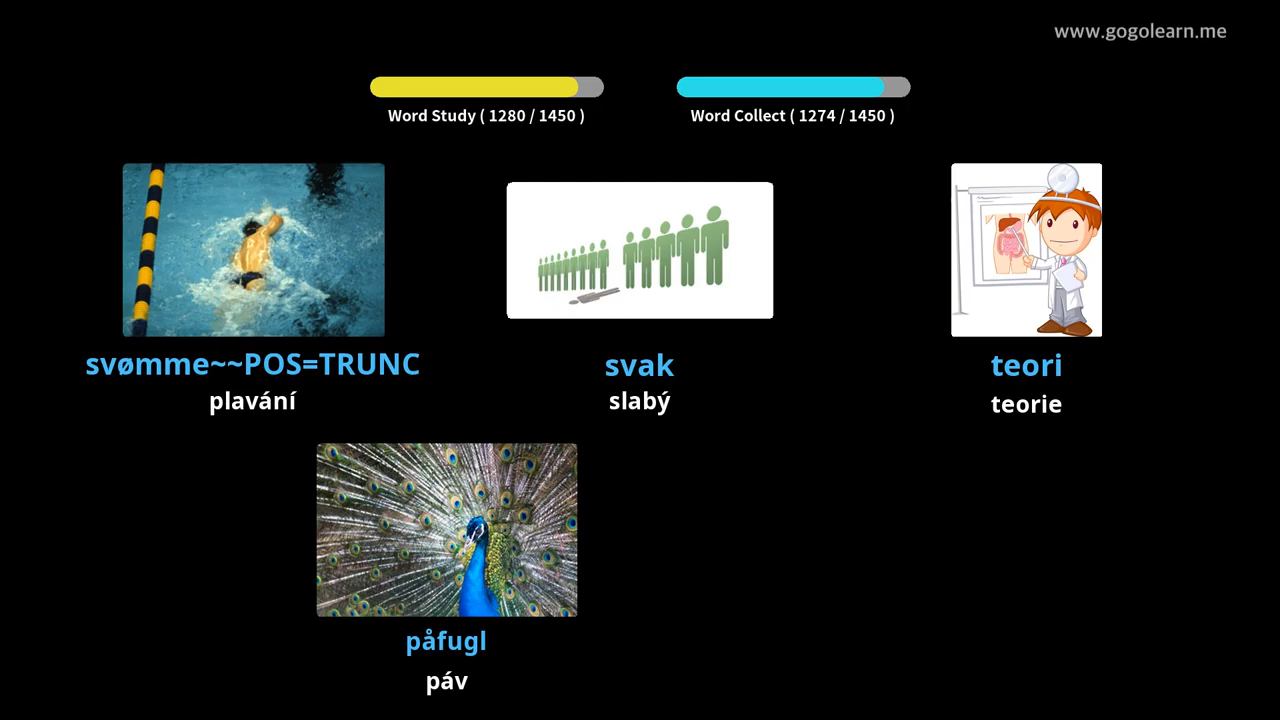 www.gogolearn.me
Word Study ( 1280 / 1450 )
Word Collect ( 1274 / 1450 )
svømme~~POS=TRUNC
plavání
svak
slabý
teori
teorie
påfugl
páv